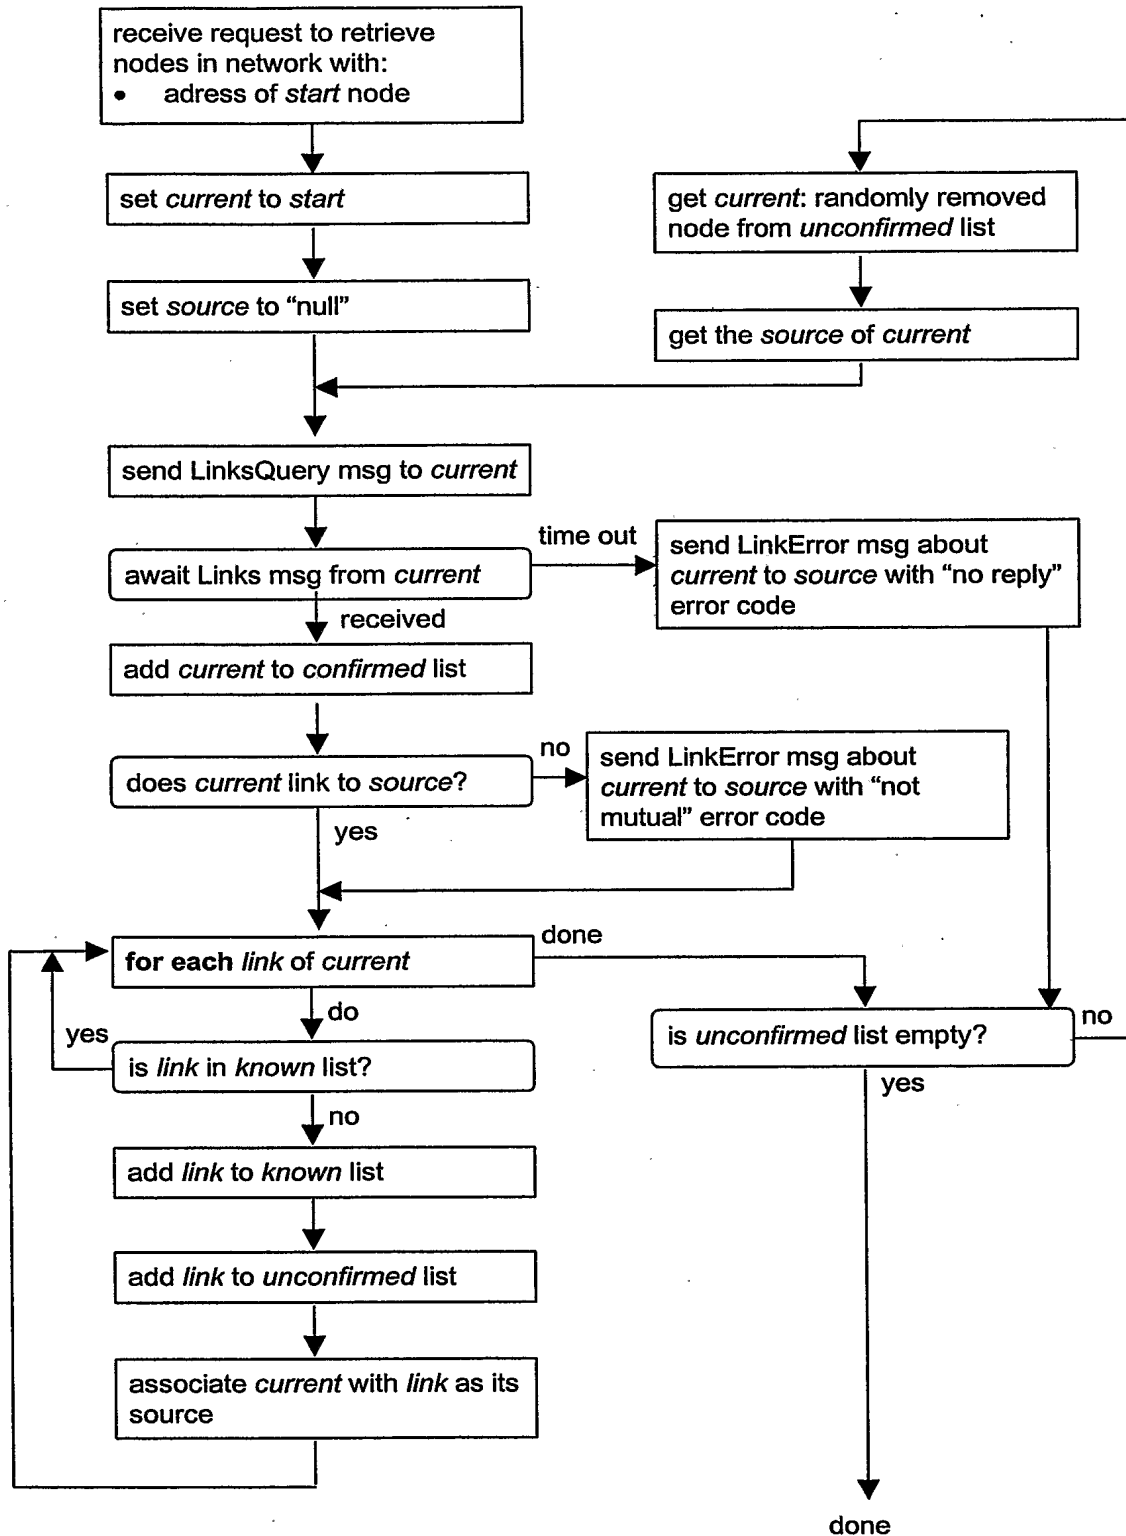 receive request to retrieve
nodes in network with:
• adress of start node
set current to start
set source to “null”
get current: randomly removed
node from unconfirmed list
get the source of current
send LinksQuery msg to current
await Links msg from current
time out
send LinkError msg about
current to source with “no reply”
error code
received
add current to confirmed list
does current link to source?
no
send LinkError msg about
current to source with “not
mutual” error code
yes
for each link of current
done
do
yes
is link in known list?
is unconfirmed list empty?
no
yes
no
add link to known list
add link to unconfirmed list
associate current with link as its
source
done